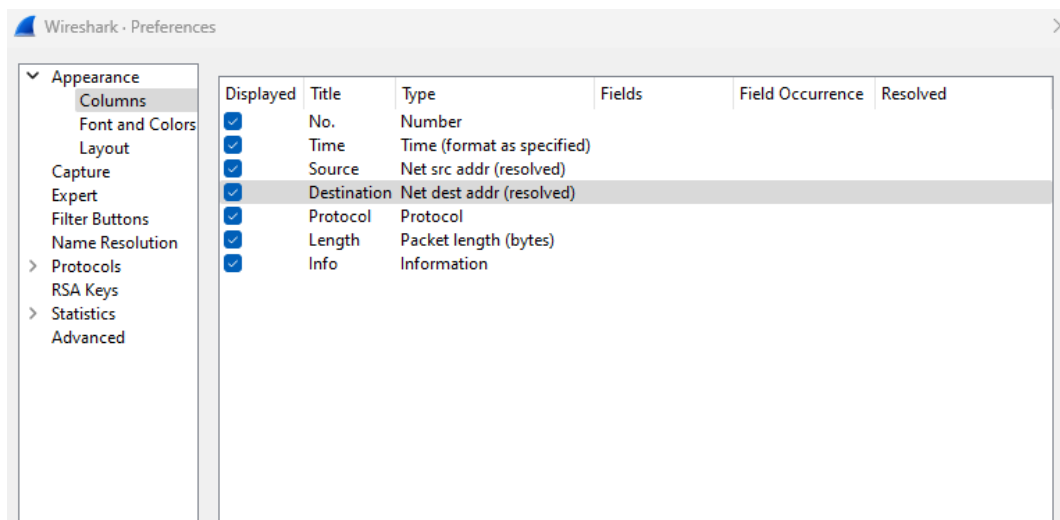 Wireshark · Preferences
Appearance
Columns
Font and Colors
Layout
Capture
Expert
Filter Buttons
Name Resolution
Protocols
RSA Keys
Statistics
Advanced
Displayed Title Type Fields Field Occurrence Resolved
No. Number
Time Time (format as specified)
Source Net src addr (resolved)
Destination Net dest addr (resolved)
Protocol Protocol
Length Packet length (bytes)
Info Information